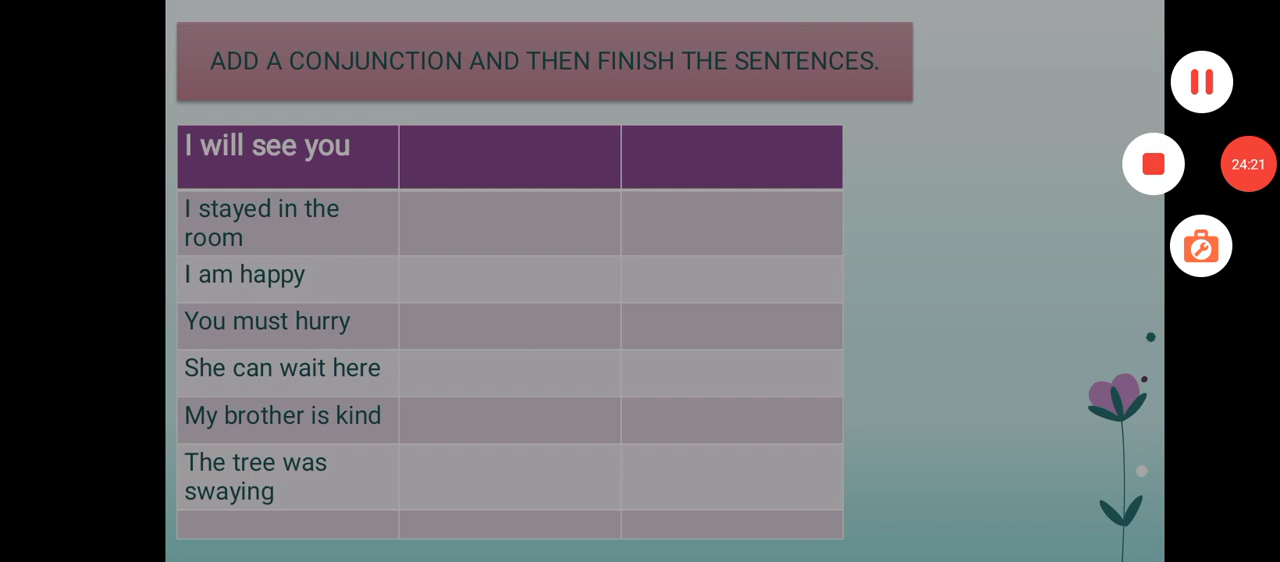 ADD A CONJUNCTION AND THEN FINISH THE SENTENCES.
I will see you
I stayed in the
room
I am happy
You must hurry
She can wait here
My brother is kind
The tree was
swaying
24:21